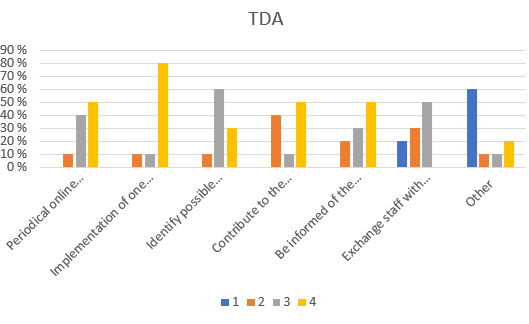 TDA
90 %
80 %
70 %
60 %
50 %
40 %
30 %
20 %
10 %
0 %
Periodical online...
Implementation of one...
Identify possible...
Contribute to the...
Be informed of the...
Exchange staff with...
Other
1 2 3 4